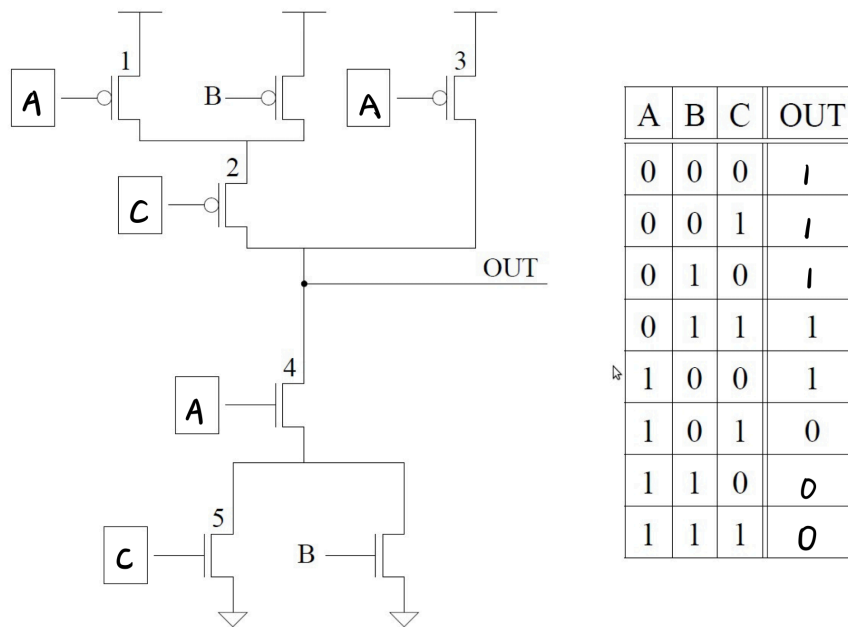 1
3
A
B
A
2
C
OUT
4
A
5
C
B
A B C OUT
0 0 0 1
0 0 1 1
0 1 0 1
0 1 1 1
1 0 0 1
1 0 1 0
1 1 0 0
1 1 1 0